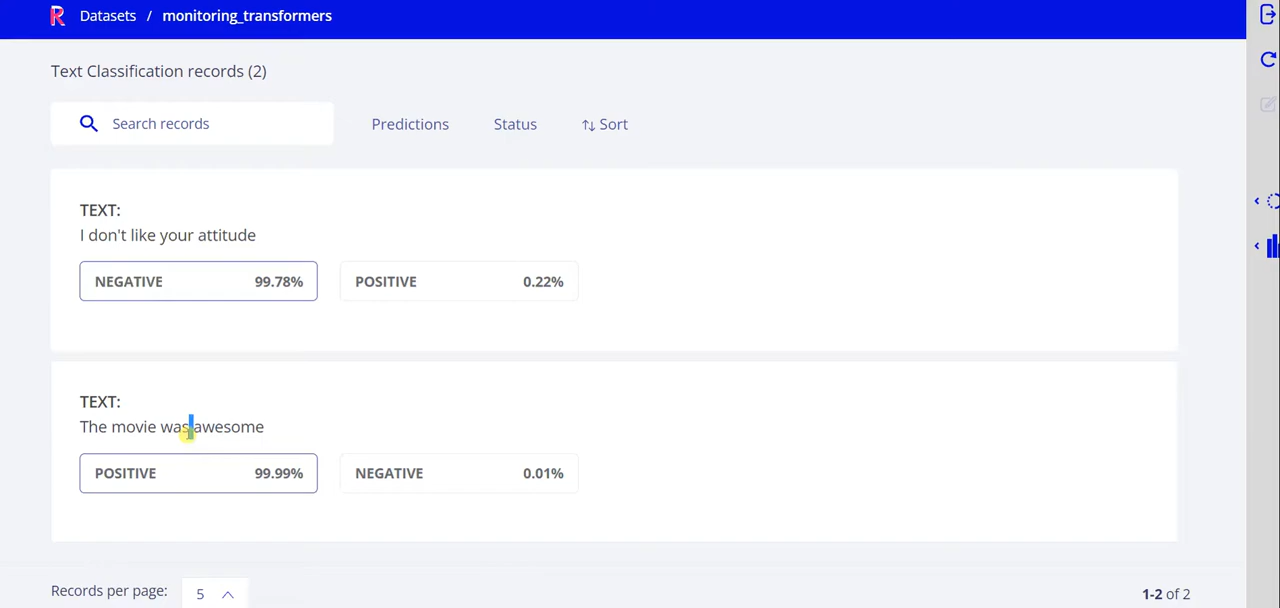 Datasets / monitoring_transformers
Text Classification records (2)
Search records Predictions Status Sort
TEXT:
I don't like your attitude
NEGATIVE 99.78% POSITIVE 0.22%
TEXT:
The movie was awesome
POSITIVE 99.99% NEGATIVE 0.01%
Records per page: 5 1-2 of 2